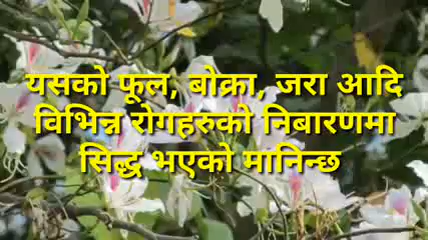 यसको फूल, बोक्रा, जरा आदि
विभिन्न रोगहरुको निबारणमा
सिद्ध भएको मानिन्छ